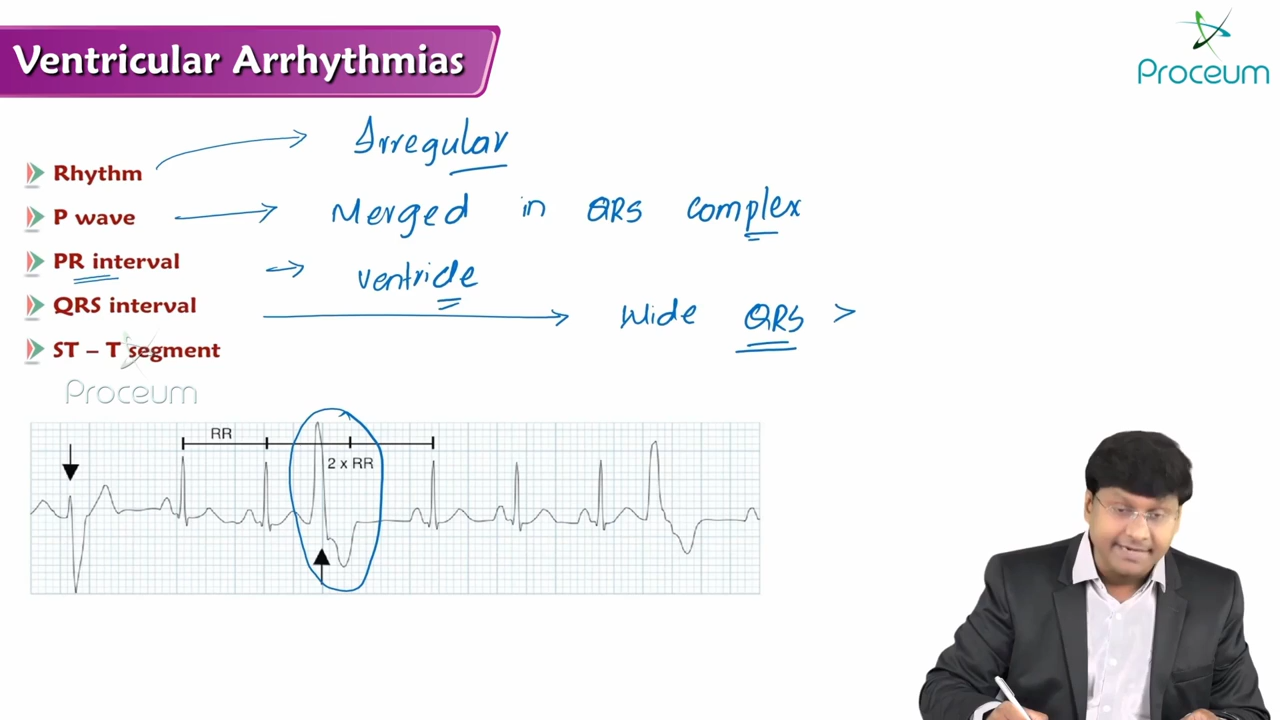 Ventricular Arrhythmias
Proceum
Irregular
Rhythm
P wave → Merged in QRS complex
PR interval → Ventricle
QRS interval → Wide QRS >
ST – T segment
Proceum
RR
2 x RR